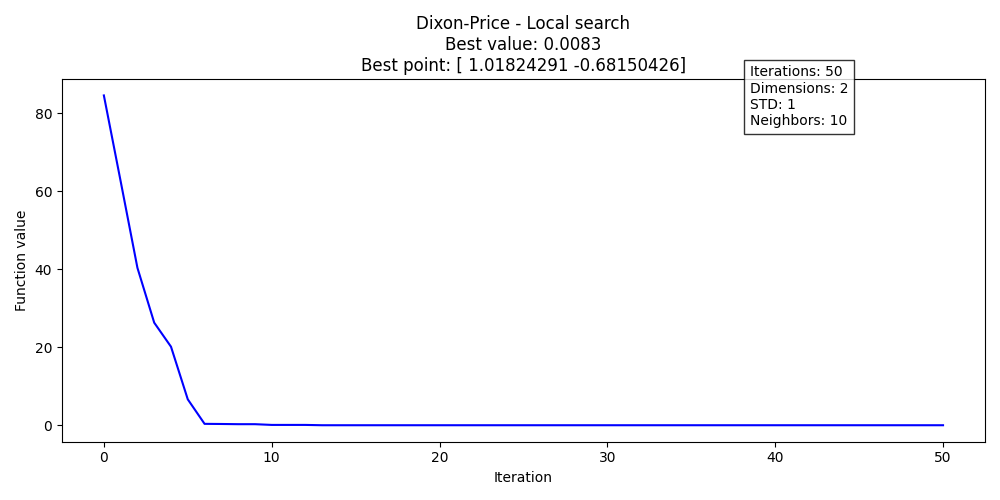 Dixon-Price - Local search
Best value: 0.0083
Best point: [ 1.01824291 -0.68150426]
Iterations: 50
Dimensions: 2
STD: 1
Neighbors: 10
80
60
40
20
0
Function value
0 10 20 30 40 50
Iteration